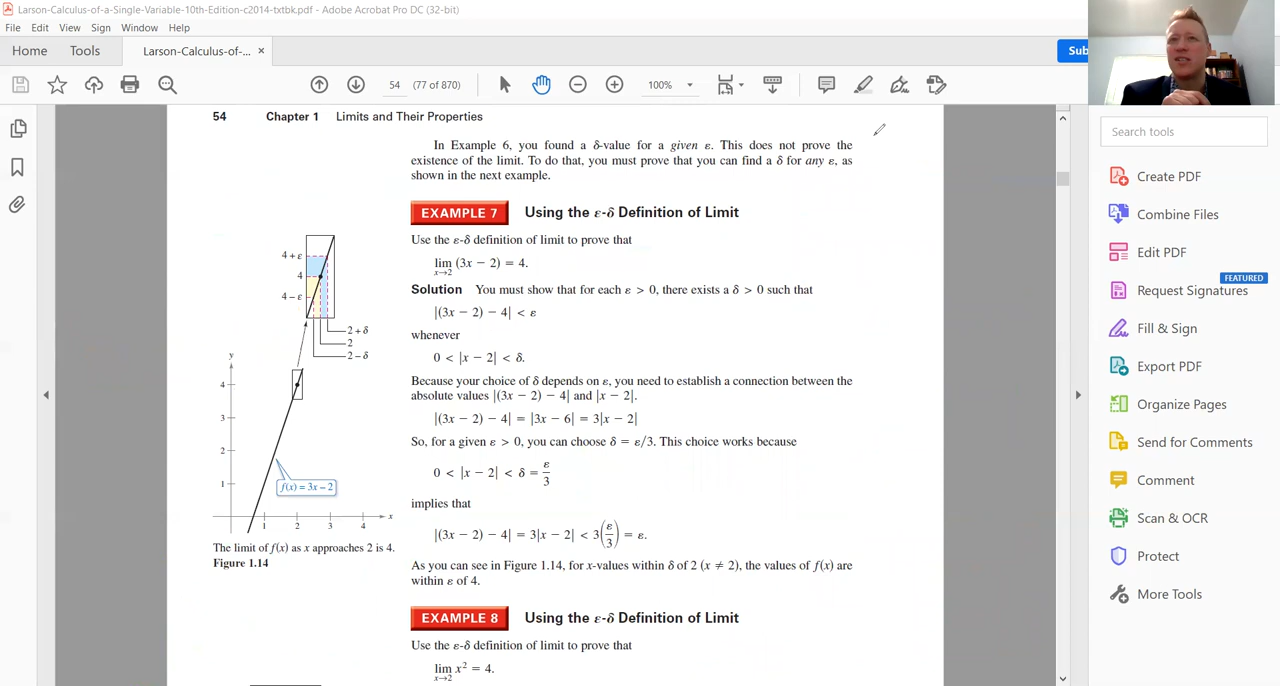 Larson-Calculus-of-a-Single-Variable-10th-Edition-c2014-txtbk.pdf - Adobe Acrobat Pro DC (32-bit)
File Edit View Sign Window Help
Home Tools Larson-Calculus-of-... × Sub
54 (77 of 870) 100%
54 Chapter 1 Limits and Their Properties
In Example 6, you found a δ-value for a given ε. This does not prove the
existence of the limit. To do that, you must prove that you can find a δ for any ε, as
shown in the next example.
EXAMPLE 7 Using the ε-δ Definition of Limit
Use the ε-δ definition of limit to prove that
lim (3x − 2) = 4.
x→2
Solution You must show that for each ε > 0, there exists a δ > 0 such that
|(3x − 2) − 4| < ε
whenever
0 < |x − 2| < δ.
Because your choice of δ depends on ε, you need to establish a connection between the
absolute values |(3x − 2) − 4| and |x − 2|.
|(3x − 2) − 4| = |3x − 6| = 3|x − 2|
So, for a given ε > 0, you can choose δ = ε/3. This choice works because
0 < |x − 2| < δ = ε/3
implies that
|(3x − 2) − 4| = 3|x − 2| < 3(ε/3) = ε.
As you can see in Figure 1.14, for x-values within δ of 2 (x ≠ 2), the values of f(x) are
within ε of 4.
EXAMPLE 8 Using the ε-δ Definition of Limit
Use the ε-δ definition of limit to prove that
lim x² = 4.
x→2
4 + ε
4
4 − ε
2 + δ
2
2 − δ
y
4
3
2
1
f(x) = 3x − 2
1 2 3 4 x
The limit of f(x) as x approaches 2 is 4.
Figure 1.14
Search tools
Create PDF
Combine Files
Edit PDF
FEATURED
Request Signatures
Fill & Sign
Export PDF
Organize Pages
Send for Comments
Comment
Scan & OCR
Protect
More Tools